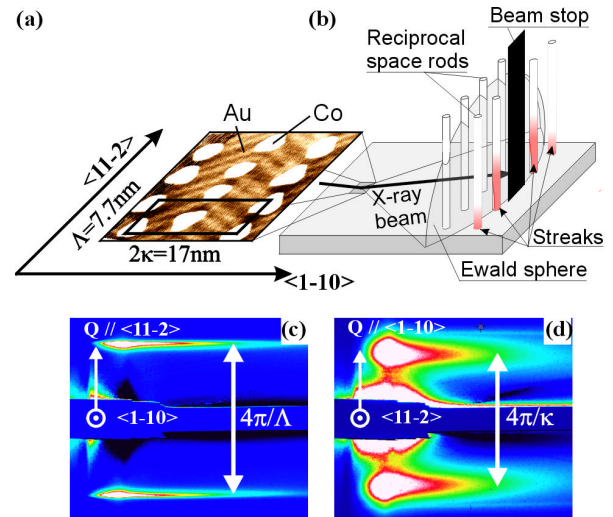 (a)
(b)
Beam stop
Reciprocal
space rods
Au
Co
<11-2>
Λ=7.7nm
X-ray
beam
2κ=17nm
<1-10>
Streaks
Ewald sphere
Q // <11-2>
(c)
<1-10>
4π/Λ
Q // <1-10>
(d)
<11-2>
4π/κ